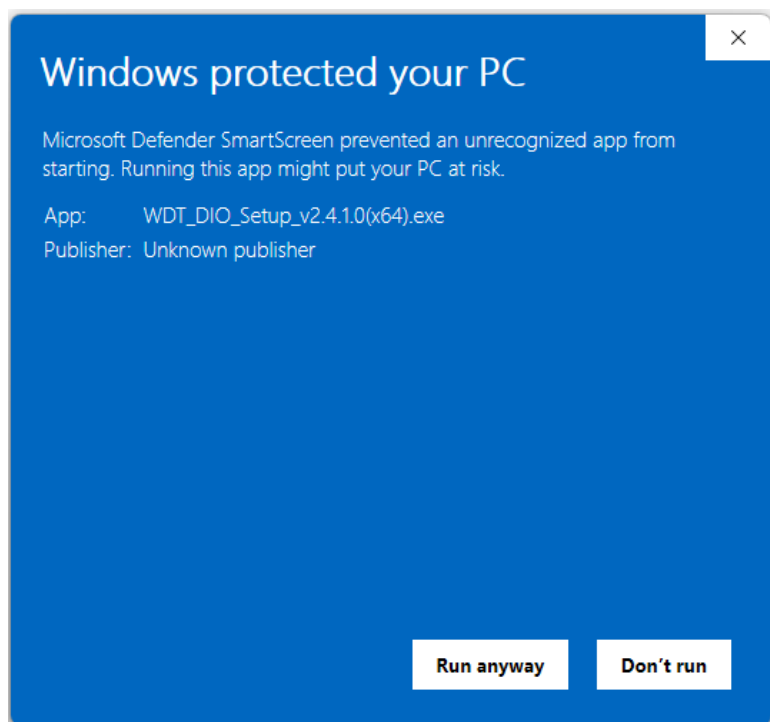 Windows protected your PC
Microsoft Defender SmartScreen prevented an unrecognized app from
starting. Running this app might put your PC at risk.
App: WDT_DIO_Setup_v2.4.1.0(x64).exe
Publisher: Unknown publisher
Run anyway Don’t run